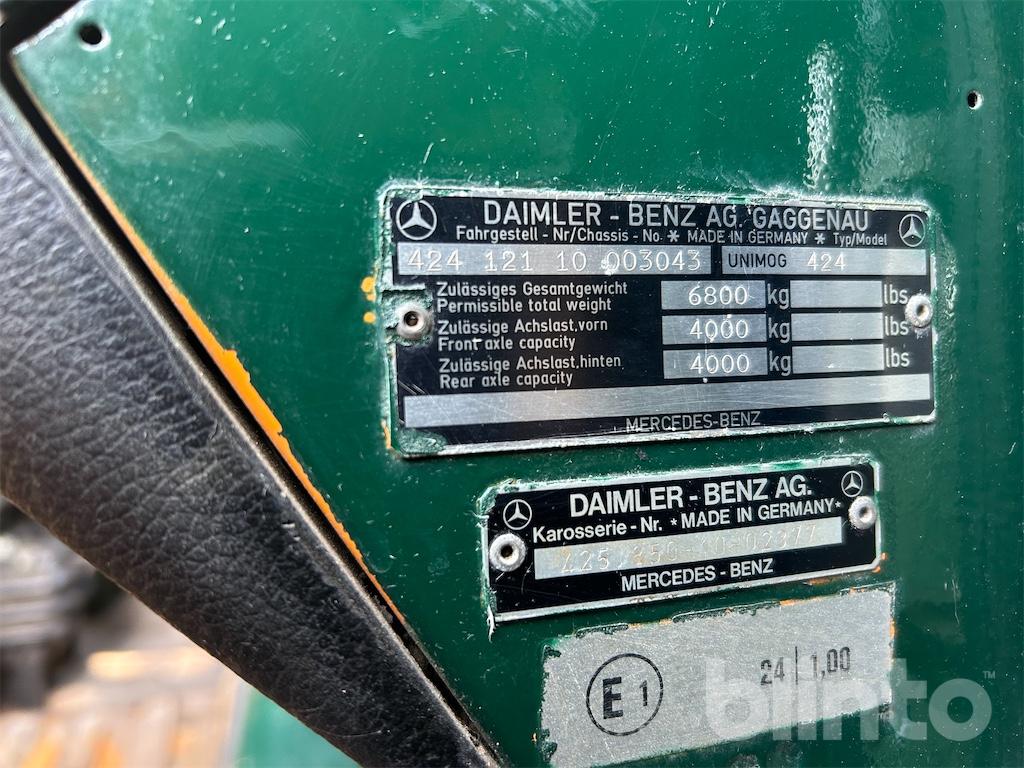 DAIMLER - BENZ AG. GAGGENAU
Fahrgestell - Nr/Chassis - No. * MADE IN GERMANY * Typ/Model
424 121 10 003043 UNIMOG 424
Zulässiges Gesamtgewicht
Permissible total weight
6800 kg lbs
Zulässige Achslast,vorn
Front axle capacity
4000 kg lbs
Zulässige Achslast,hinten
Rear axle capacity
4000 kg lbs
MERCEDES-BENZ
DAIMLER - BENZ AG.
Karosserie - Nr. * MADE IN GERMANY *
MERCEDES - BENZ
E 1
24 1,00
blinto™